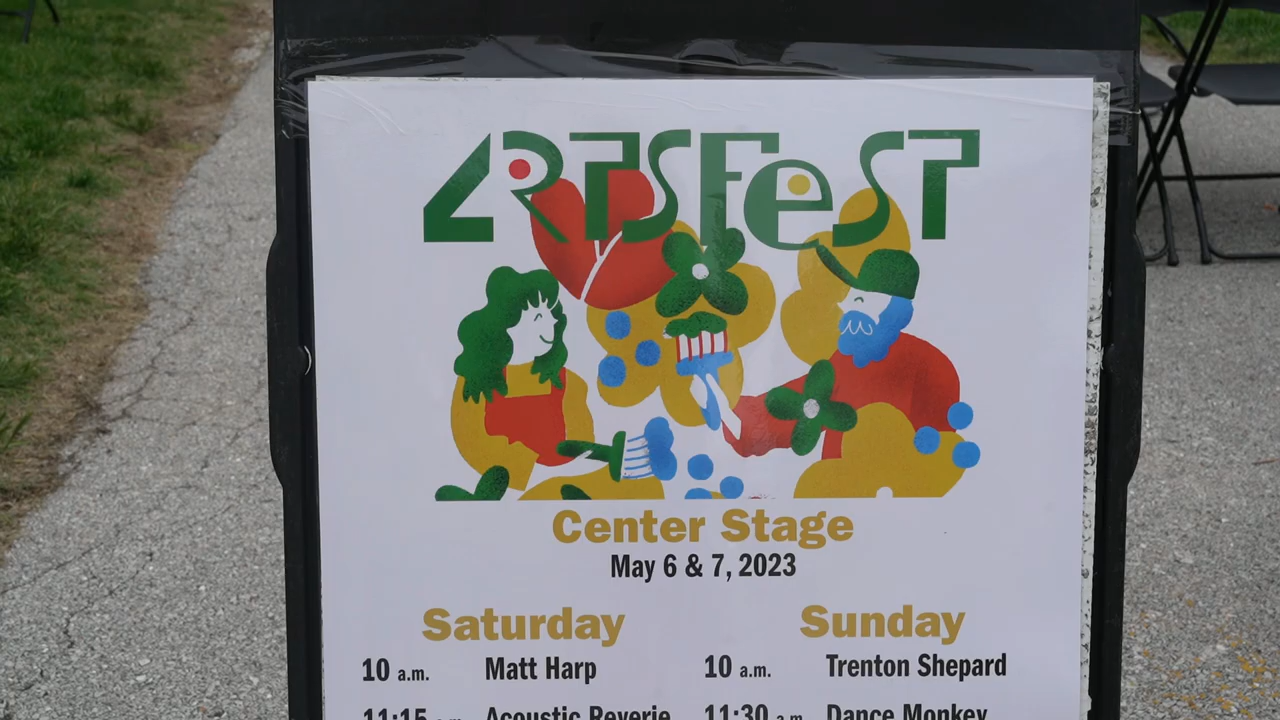 ARTSFeST
Center Stage
May 6 & 7, 2023
Saturday
10 a.m. Matt Harp
11:15 a.m. Acoustic Reverie
Sunday
10 a.m. Trenton Shepard
11:30 a.m. Dance Monkey